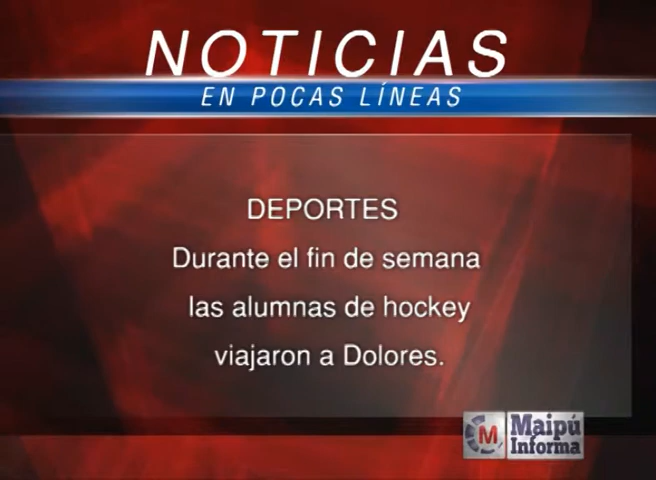 NOTICIAS
EN POCAS LÍNEAS
DEPORTES
Durante el fin de semana
las alumnas de hockey
viajaron a Dolores.
M
Maipú
Informa